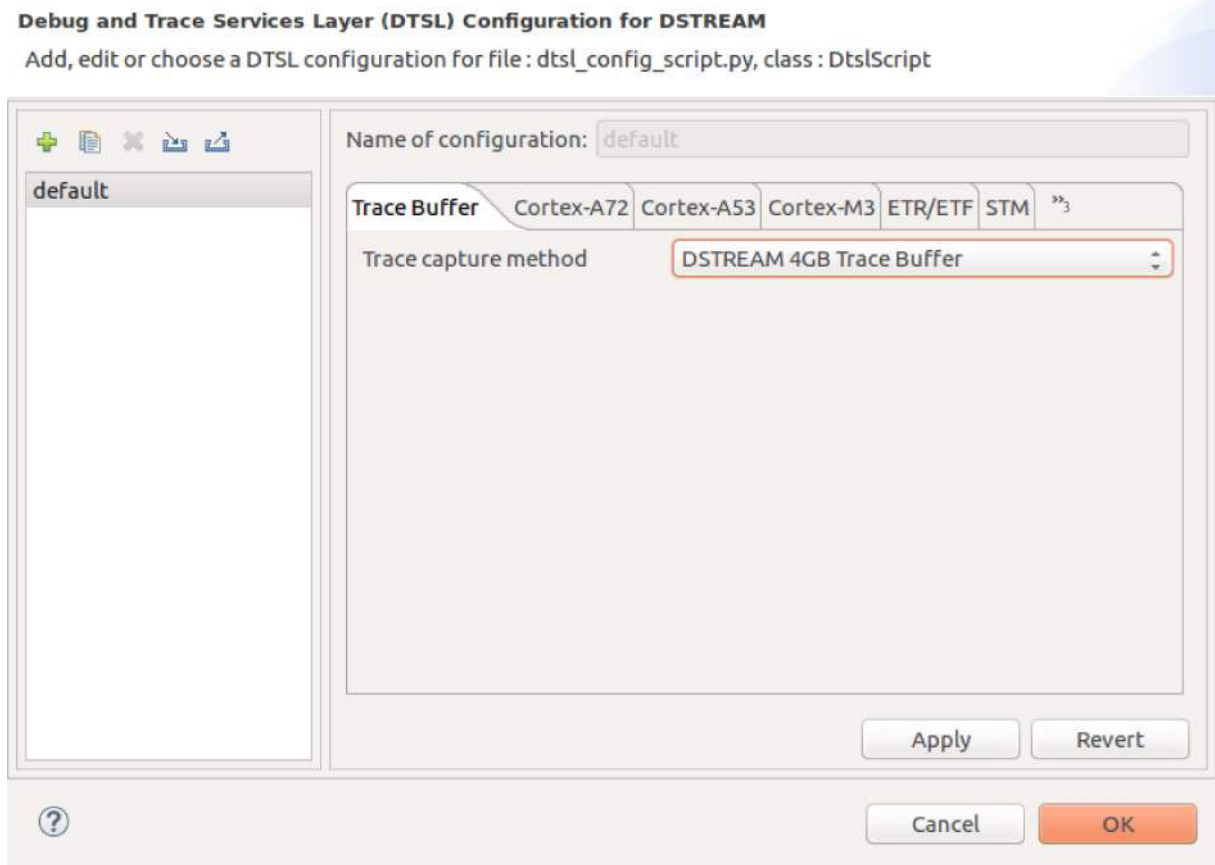 Debug and Trace Services Layer (DTSL) Configuration for DSTREAM
Add, edit or choose a DTSL configuration for file : dtsl_config_script.py, class : DtslScript
default
Name of configuration: default
Trace Buffer Cortex-A72 Cortex-A53 Cortex-M3 ETR/ETF STM »3
Trace capture method DSTREAM 4GB Trace Buffer
Apply Revert
? Cancel OK